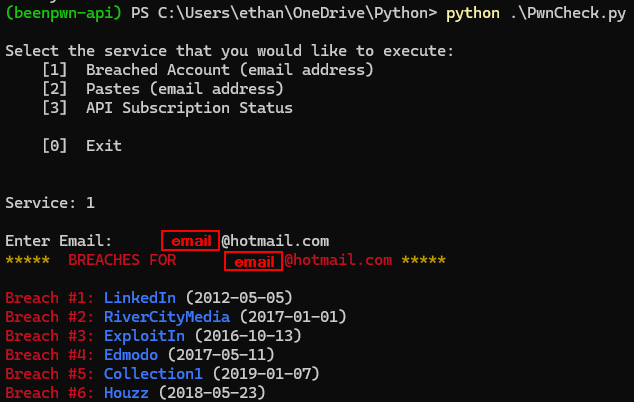 (beenpwn-api) PS C:\Users\ethan\OneDrive\Python> python .\PwnCheck.py
Select the service that you would like to execute:
[1] Breached Account (email address)
[2] Pastes (email address)
[3] API Subscription Status
[0] Exit
Service: 1
Enter Email: email@hotmail.com
***** BREACHES FOR email@hotmail.com *****
Breach #1: LinkedIn (2012-05-05)
Breach #2: RiverCityMedia (2017-01-01)
Breach #3: ExploitIn (2016-10-13)
Breach #4: Edmodo (2017-05-11)
Breach #5: Collection1 (2019-01-07)
Breach #6: Houzz (2018-05-23)